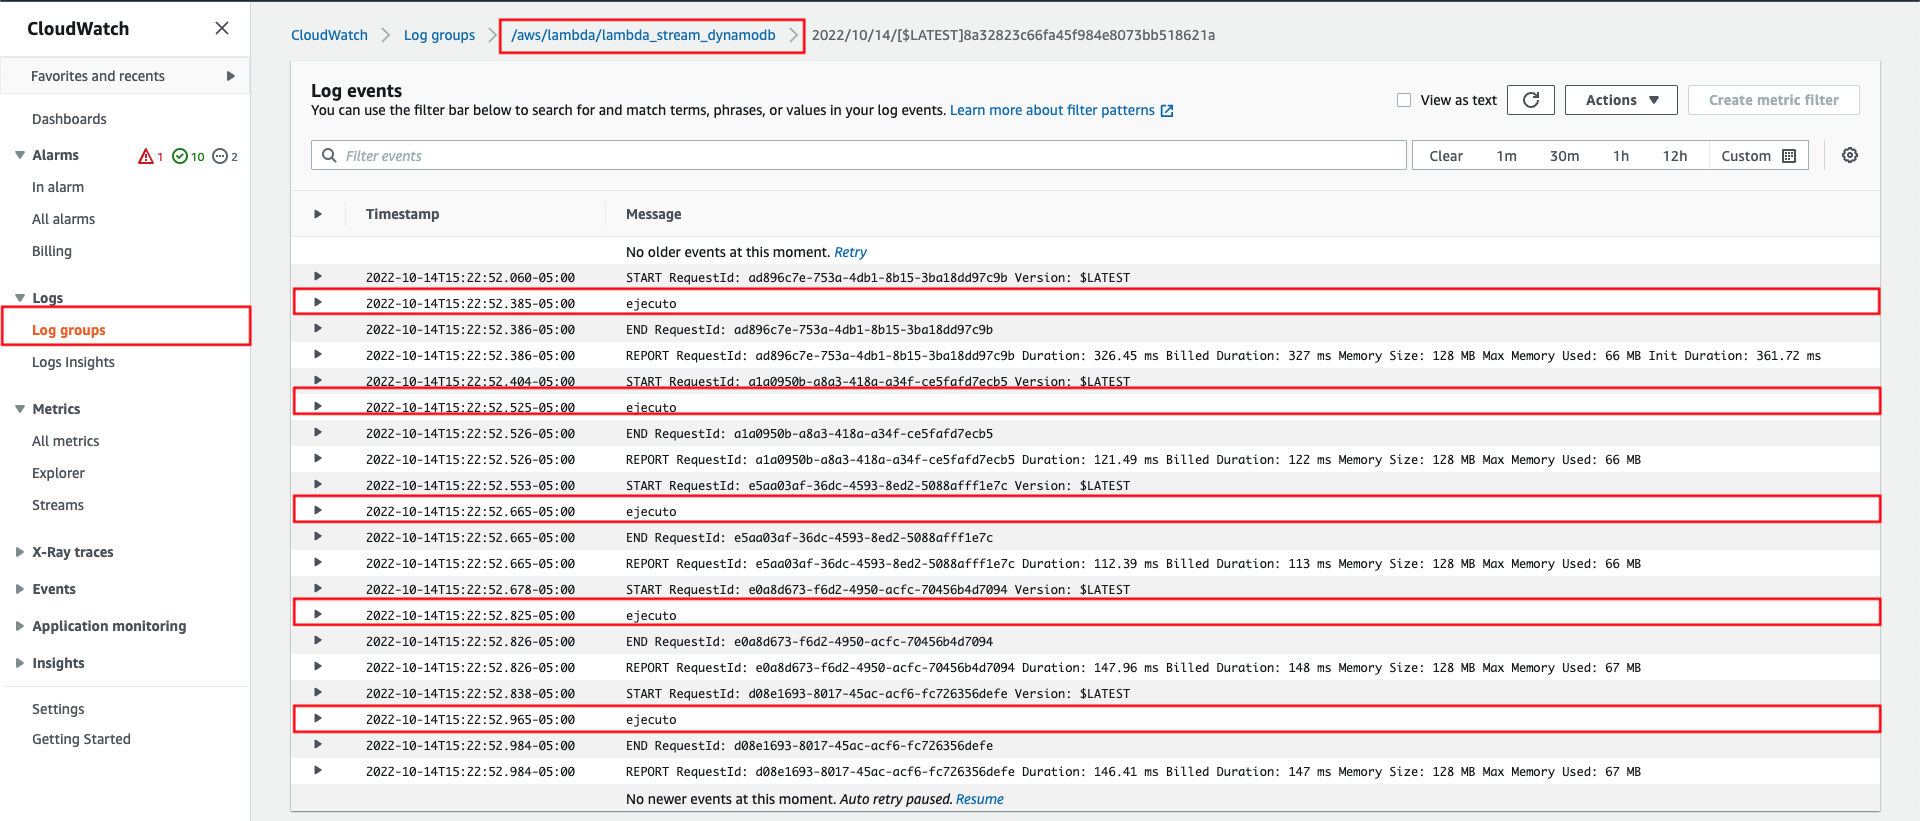 CloudWatch
Favorites and recents
Dashboards
Alarms 1 10 2
In alarm
All alarms
Billing
Logs
Log groups
Logs Insights
Metrics
All metrics
Explorer
Streams
X-Ray traces
Events
Application monitoring
Insights
Settings
Getting Started
CloudWatch Log groups /aws/lambda/lambda_stream_dynamodb 2022/10/14/[$LATEST]8a32823c66fa45f984e8073bb518621a
Log events
You can use the filter bar below to search for and match terms, phrases, or values in your log events. Learn more about filter patterns
View as text Actions Create metric filter
Filter events Clear 1m 30m 1h 12h Custom
Timestamp Message
No older events at this moment. Retry
2022-10-14T15:22:52.060-05:00 START RequestId: ad896c7e-753a-4db1-8b15-3ba18dd97c9b Version: $LATEST
2022-10-14T15:22:52.385-05:00 ejecuto
2022-10-14T15:22:52.386-05:00 END RequestId: ad896c7e-753a-4db1-8b15-3ba18dd97c9b
2022-10-14T15:22:52.386-05:00 REPORT RequestId: ad896c7e-753a-4db1-8b15-3ba18dd97c9b Duration: 326.45 ms Billed Duration: 327 ms Memory Size: 128 MB Max Memory Used: 66 MB Init Duration: 361.72 ms
2022-10-14T15:22:52.404-05:00 START RequestId: a1a0950b-a8a3-418a-a34f-ce5fafd7ecb5 Version: $LATEST
2022-10-14T15:22:52.525-05:00 ejecuto
2022-10-14T15:22:52.526-05:00 END RequestId: a1a0950b-a8a3-418a-a34f-ce5fafd7ecb5
2022-10-14T15:22:52.526-05:00 REPORT RequestId: a1a0950b-a8a3-418a-a34f-ce5fafd7ecb5 Duration: 121.49 ms Billed Duration: 122 ms Memory Size: 128 MB Max Memory Used: 66 MB
2022-10-14T15:22:52.553-05:00 START RequestId: e5aa03af-36dc-4593-8ed2-5088afff1e7c Version: $LATEST
2022-10-14T15:22:52.665-05:00 ejecuto
2022-10-14T15:22:52.665-05:00 END RequestId: e5aa03af-36dc-4593-8ed2-5088afff1e7c
2022-10-14T15:22:52.665-05:00 REPORT RequestId: e5aa03af-36dc-4593-8ed2-5088afff1e7c Duration: 112.39 ms Billed Duration: 113 ms Memory Size: 128 MB Max Memory Used: 66 MB
2022-10-14T15:22:52.678-05:00 START RequestId: e0a8d673-f6d2-4950-acfc-70456b4d7094 Version: $LATEST
2022-10-14T15:22:52.825-05:00 ejecuto
2022-10-14T15:22:52.826-05:00 END RequestId: e0a8d673-f6d2-4950-acfc-70456b4d7094
2022-10-14T15:22:52.826-05:00 REPORT RequestId: e0a8d673-f6d2-4950-acfc-70456b4d7094 Duration: 147.96 ms Billed Duration: 148 ms Memory Size: 128 MB Max Memory Used: 67 MB
2022-10-14T15:22:52.838-05:00 START RequestId: d08e1693-8017-45ac-acf6-fc726356defe Version: $LATEST
2022-10-14T15:22:52.965-05:00 ejecuto
2022-10-14T15:22:52.984-05:00 END RequestId: d08e1693-8017-45ac-acf6-fc726356defe
2022-10-14T15:22:52.984-05:00 REPORT RequestId: d08e1693-8017-45ac-acf6-fc726356defe Duration: 146.41 ms Billed Duration: 147 ms Memory Size: 128 MB Max Memory Used: 67 MB
No newer events at this moment. Auto retry paused. Resume